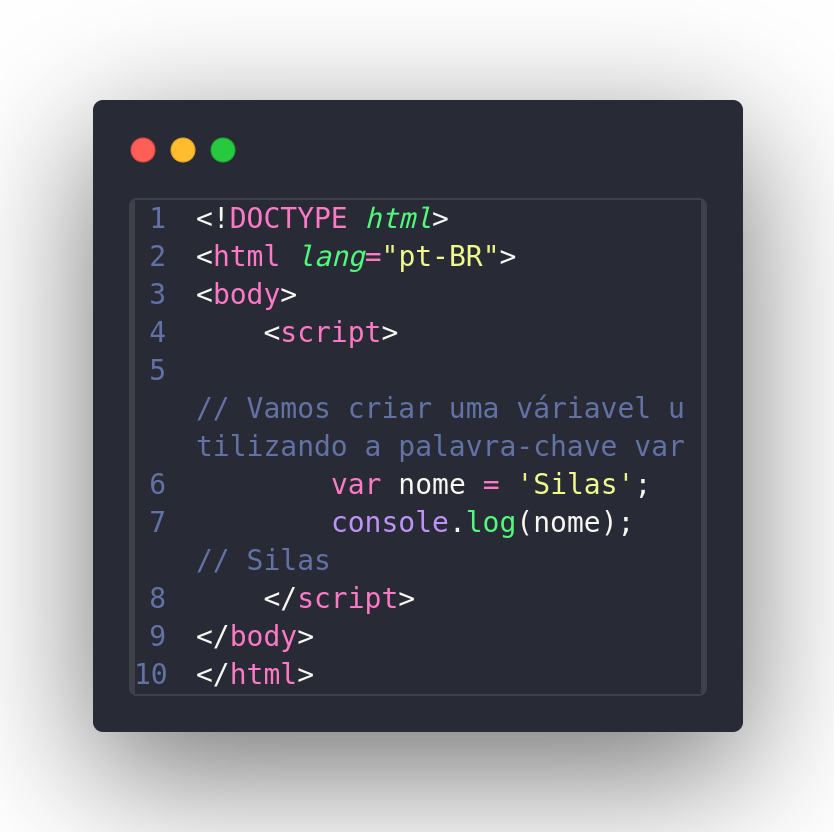 1 <!DOCTYPE html>
2 <html lang="pt-BR">
3 <body>
4     <script>
5
// Vamos criar uma váriavel u
tilizando a palavra-chave var
6         var nome = 'Silas';
7         console.log(nome);
// Silas
8     </script>
9 </body>
10 </html>